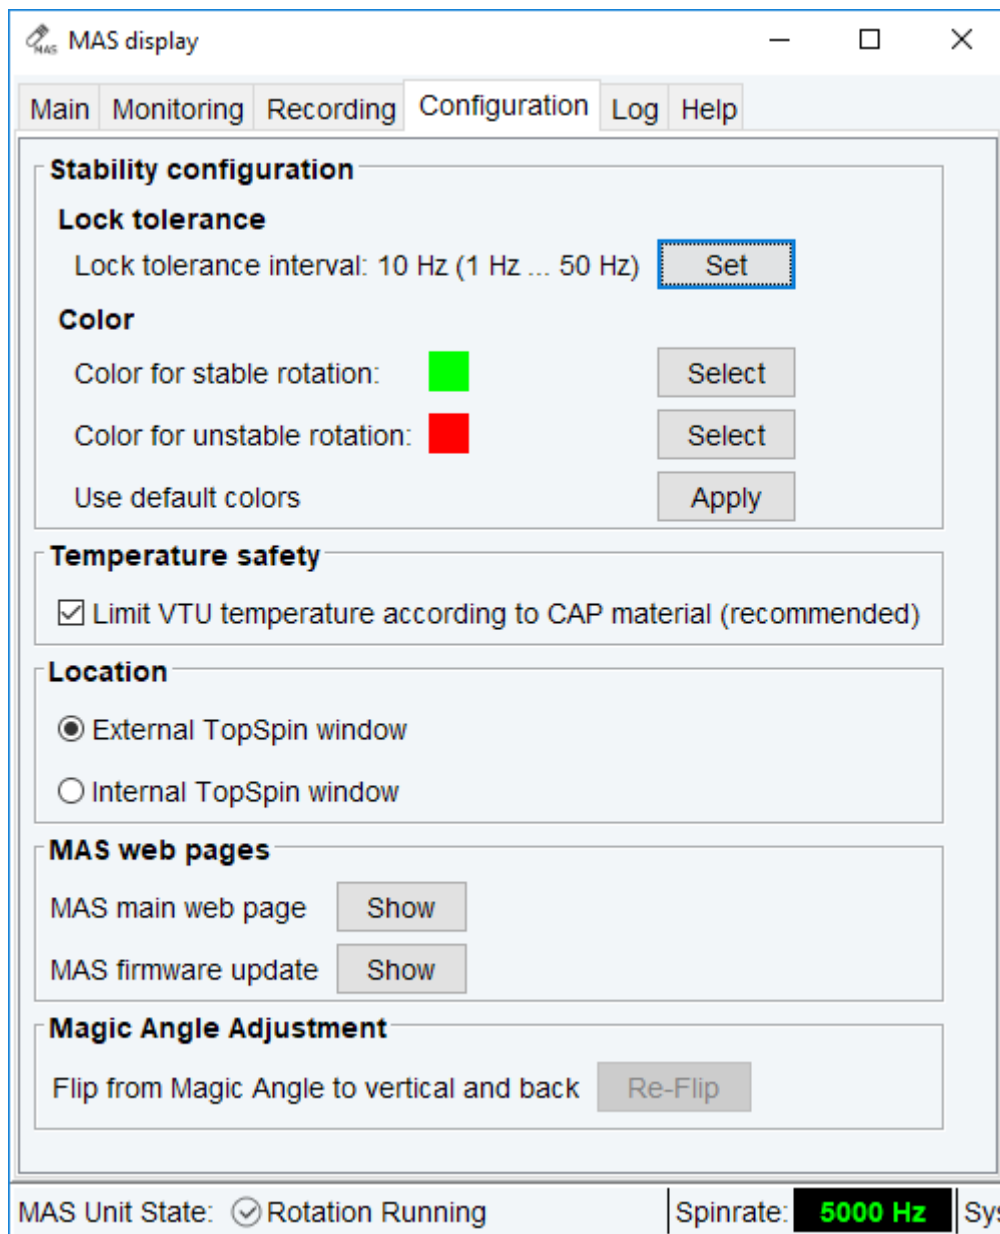 MAS MAS display
Main Monitoring Recording Configuration Log Help
Stability configuration
Lock tolerance
Lock tolerance interval: 10 Hz (1 Hz ... 50 Hz) Set
Color
Color for stable rotation: Select
Color for unstable rotation: Select
Use default colors Apply
Temperature safety
Limit VTU temperature according to CAP material (recommended)
Location
External TopSpin window
Internal TopSpin window
MAS web pages
MAS main web page Show
MAS firmware update Show
Magic Angle Adjustment
Flip from Magic Angle to vertical and back Re-Flip
MAS Unit State: Rotation Running Spinrate: 5000 Hz Sys